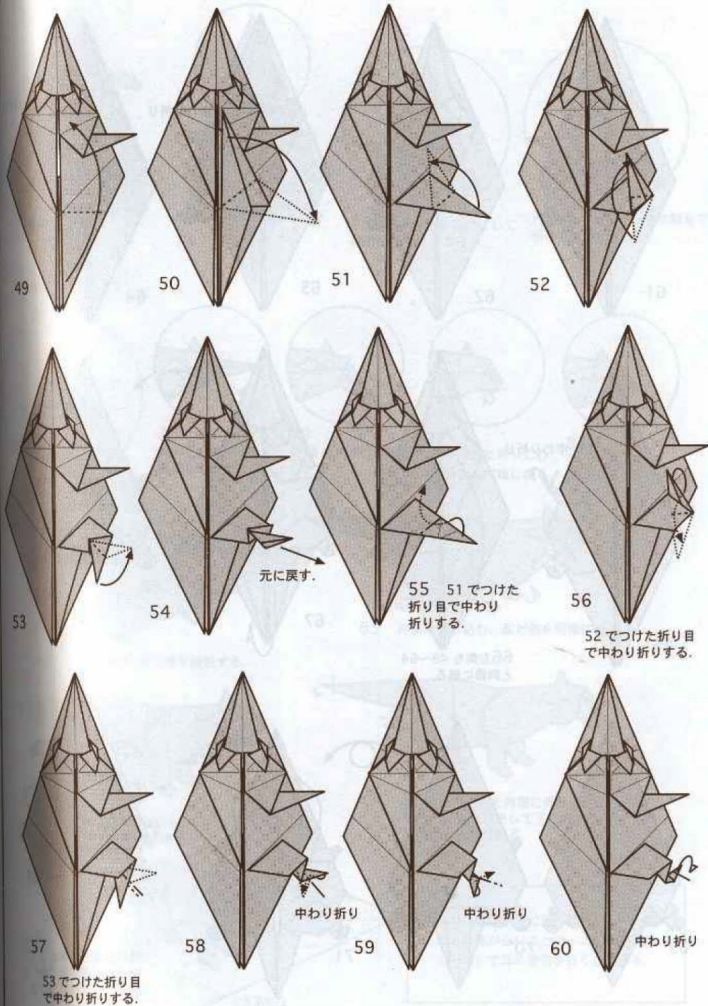 49
50
51
52
53
54
元に戻す.
55 51でつけた
折り目で中わり
折りする.
56
52でつけた折り目
で中わり折りする.
57
53でつけた折り目
で中わり折りする.
58
中わり折り
59
中わり折り
60
中わり折り